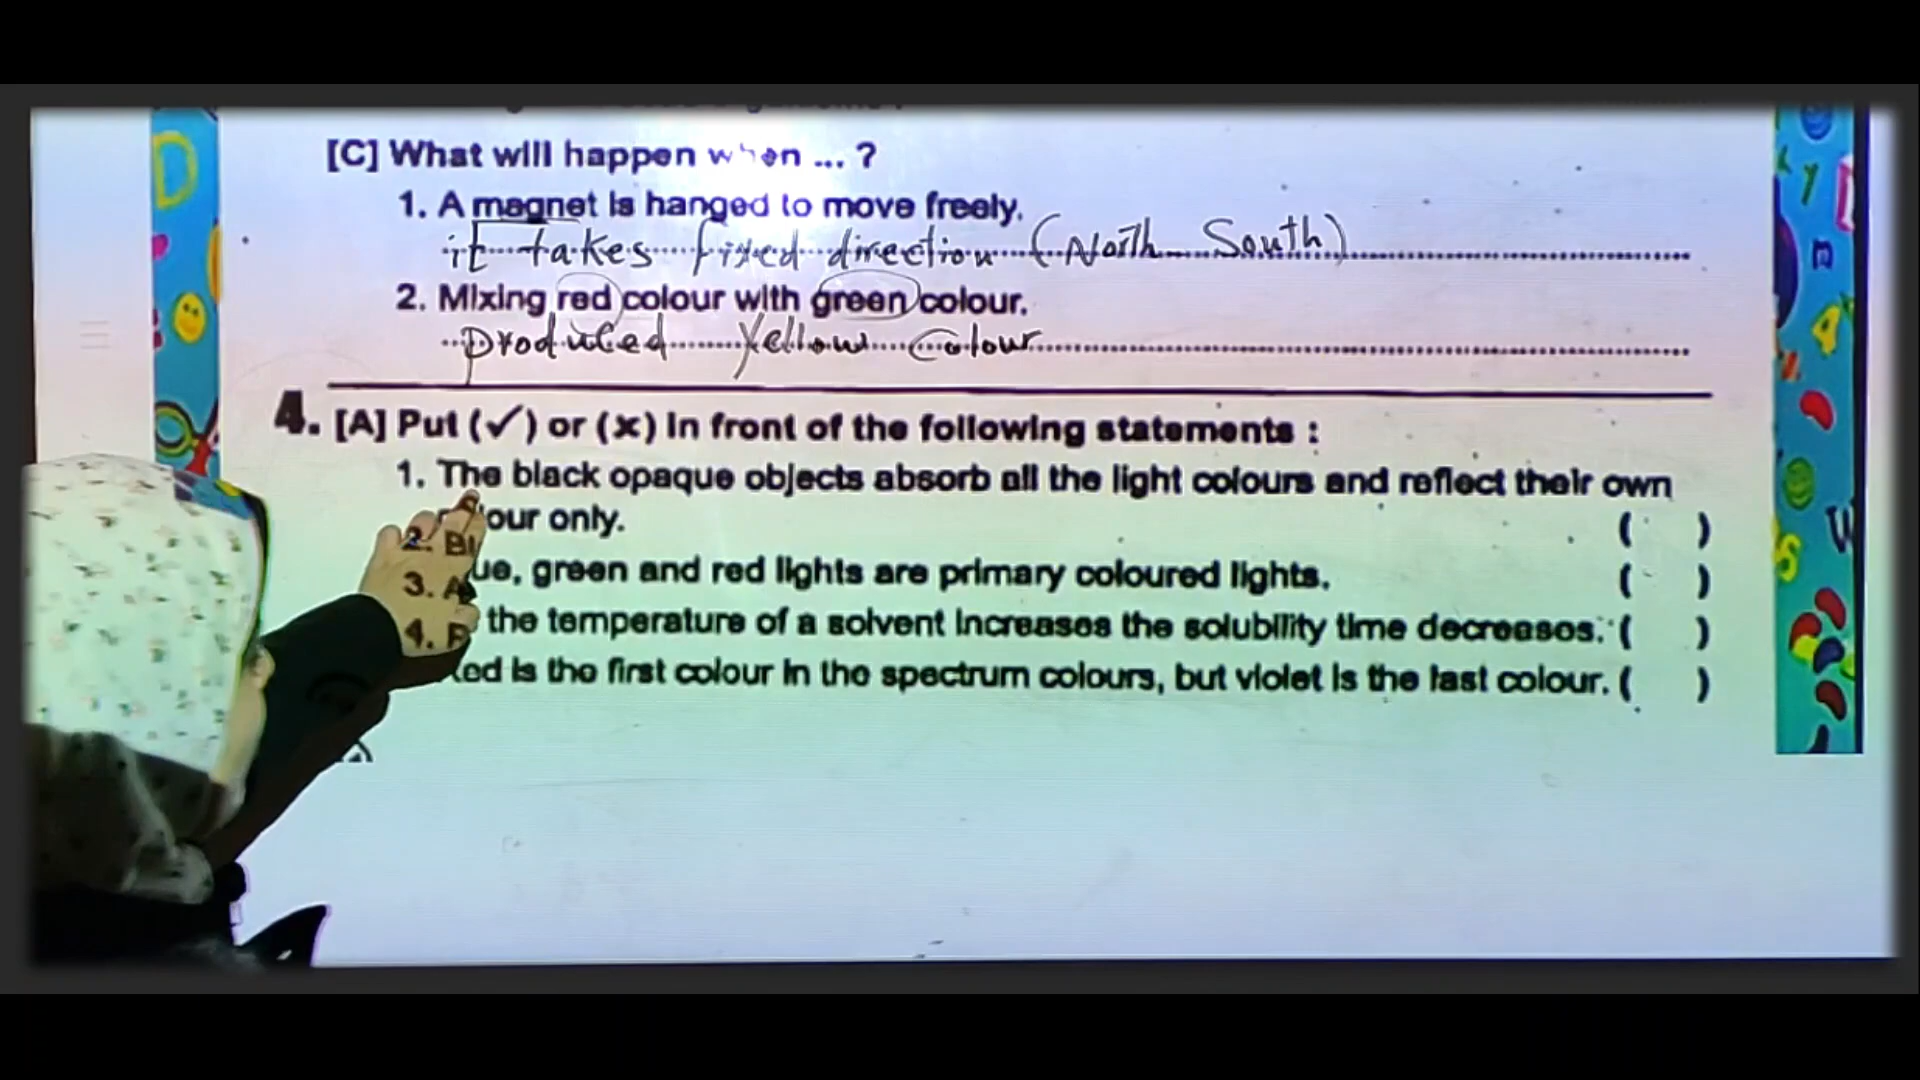 [C] What will happen when ... ?
1. A magnet is hanged to move freely.
it takes fixed direction (North South)
2. Mixing red colour with green colour.
produced Yellow Colour
4. [A] Put (✓) or (x) in front of the following statements :
1. The black opaque objects absorb all the light colours and reflect their own
our only. ( )
2. Bl
ue, green and red lights are primary coloured lights. ( )
3. A
the temperature of a solvent increases the solubility time decreases. ( )
4. R
ed is the first colour in the spectrum colours, but violet is the last colour. ( )